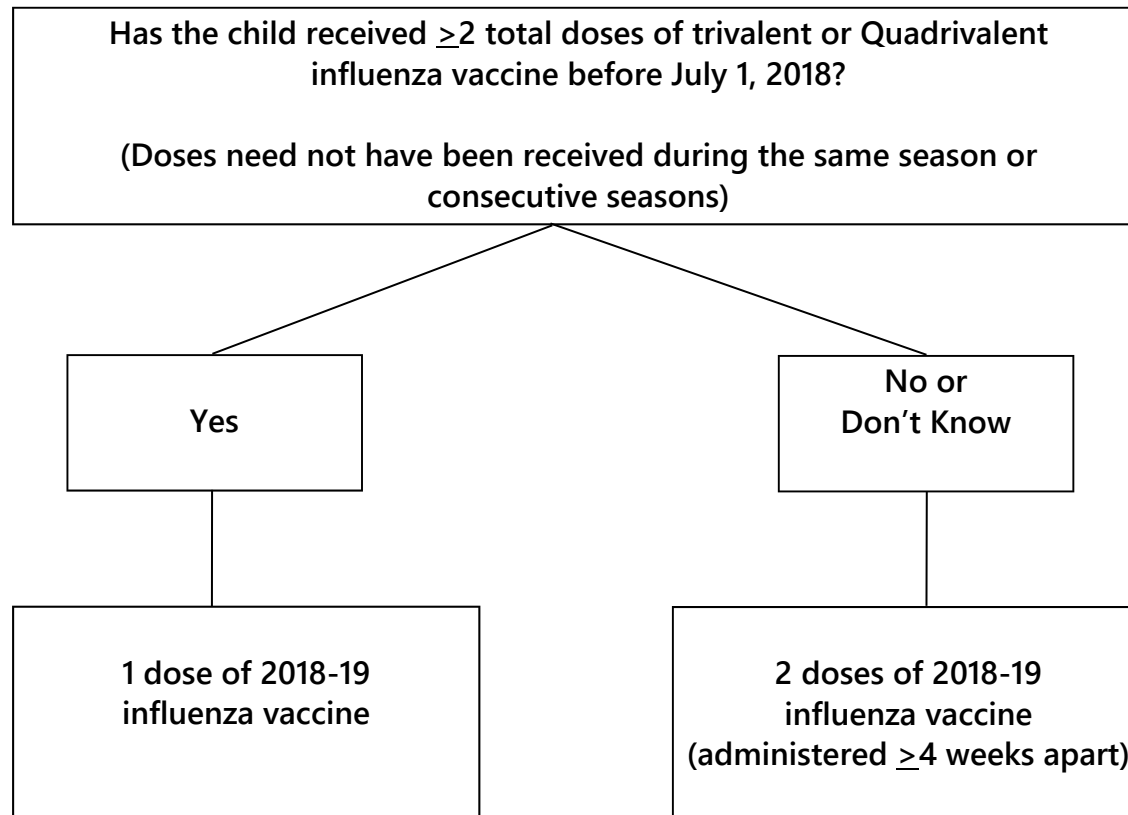 Has the child received ≥2 total doses of trivalent or Quadrivalent
influenza vaccine before July 1, 2018?
(Doses need not have been received during the same season or
consecutive seasons)
Yes
No or
Don’t Know
1 dose of 2018-19
influenza vaccine
2 doses of 2018-19
influenza vaccine
(administered ≥4 weeks apart)